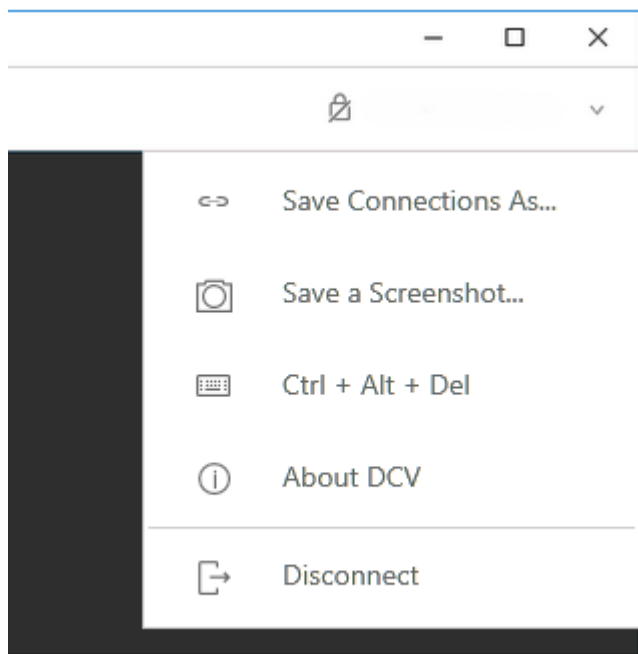 Save Connections As...
Save a Screenshot...
Ctrl + Alt + Del
About DCV
Disconnect